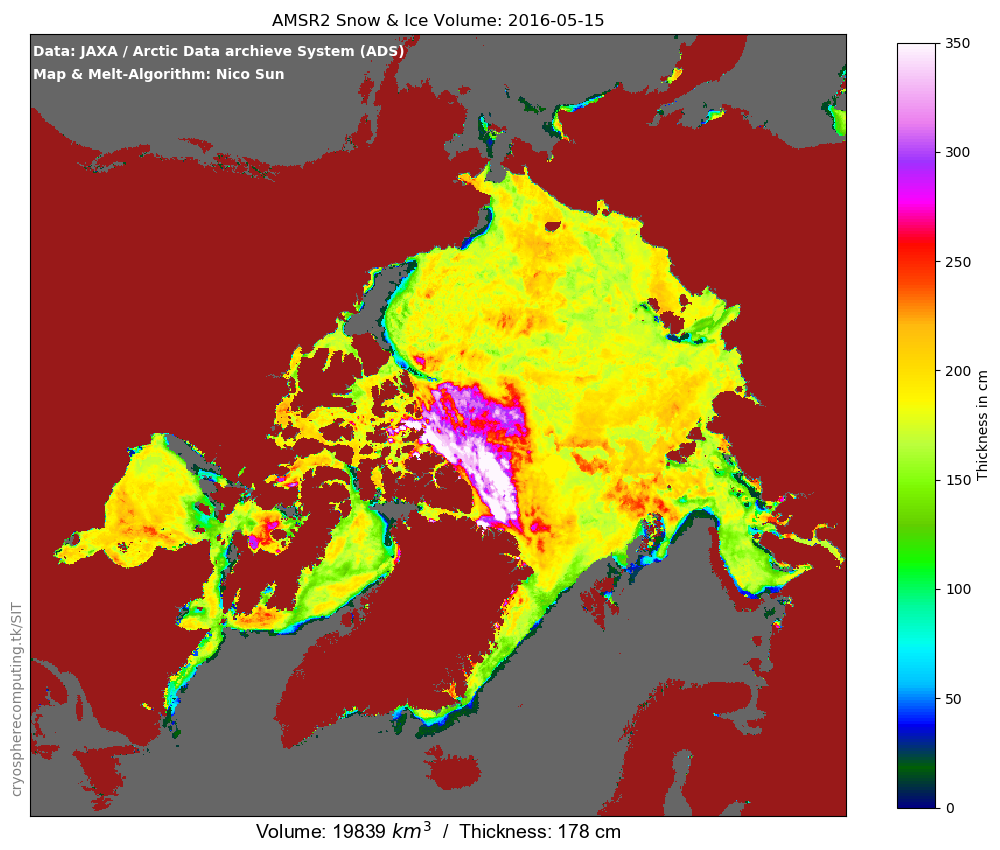 AMSR2 Snow & Ice Volume: 2016-05-15
Data: JAXA / Arctic Data archieve System (ADS)
Map & Melt-Algorithm: Nico Sun
350
300
250
200
150
100
50
0
Thickness in cm
cryospherecomputing.tk/SIT
Volume: 19839 km³ / Thickness: 178 cm